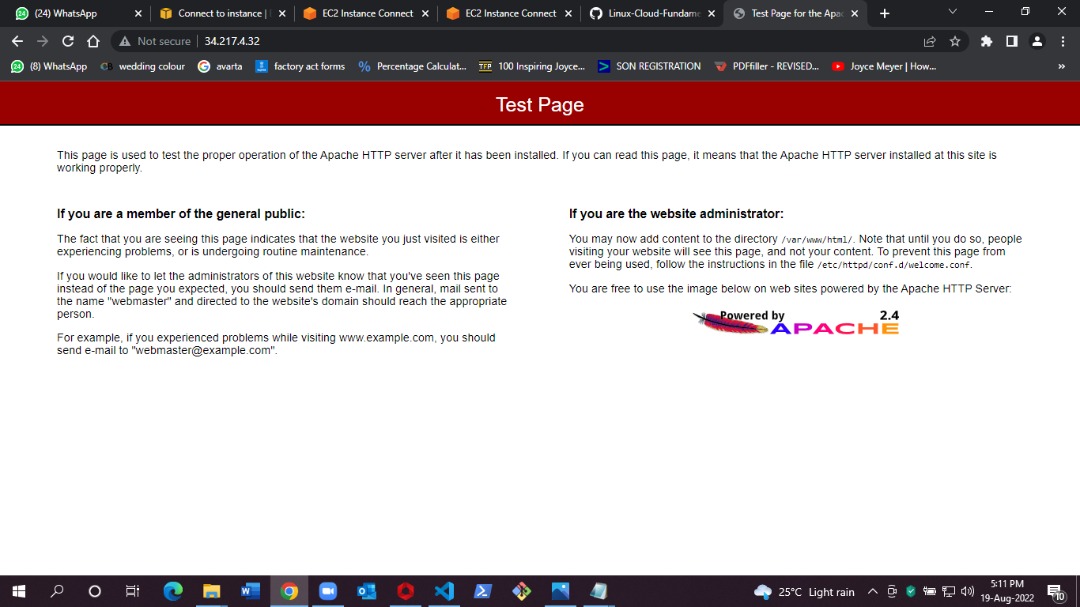 (24) WhatsApp
Connect to instance |
EC2 Instance Connect
EC2 Instance Connect
Linux-Cloud-Fundame
Test Page for the Apac
Not secure | 34.217.4.32
(8) WhatsApp
wedding colour
avarta
factory act forms
Percentage Calculat...
100 Inspiring Joyce...
SON REGISTRATION
PDFfiller - REVISED...
Joyce Meyer | How...
»
Test Page
This page is used to test the proper operation of the Apache HTTP server after it has been installed. If you can read this page, it means that the Apache HTTP server installed at this site is
working properly.
If you are a member of the general public:
The fact that you are seeing this page indicates that the website you just visited is either
experiencing problems, or is undergoing routine maintenance.
If you would like to let the administrators of this website know that you've seen this page
instead of the page you expected, you should send them e-mail. In general, mail sent to
the name "webmaster" and directed to the website's domain should reach the appropriate
person.
For example, if you experienced problems while visiting www.example.com, you should
send e-mail to "webmaster@example.com".
If you are the website administrator:
You may now add content to the directory /var/www/html/. Note that until you do so, people
visiting your website will see this page, and not your content. To prevent this page from
ever being used, follow the instructions in the file /etc/httpd/conf.d/welcome.conf.
You are free to use the image below on web sites powered by the Apache HTTP Server:
Powered by 2.4
APACHE
25°C Light rain
5:11 PM
19-Aug-2022
10